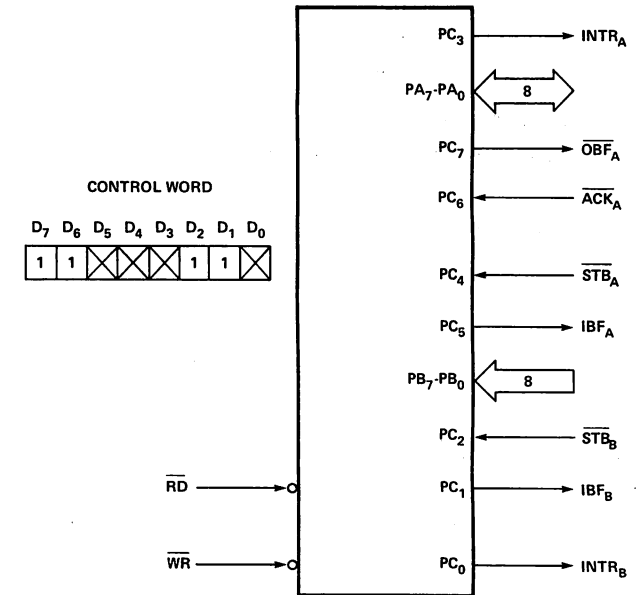 PC3 INTRA
PA7-PA0 8
PC7 OBFA
CONTROL WORD
PC6 ACKA
D7 D6 D5 D4 D3 D2 D1 D0
1 1 X X X 1 1 X
PC4 STBA
PC5 IBFA
PB7-PB0 8
PC2 STBB
RD PC1 IBFB
WR PC0 INTRB